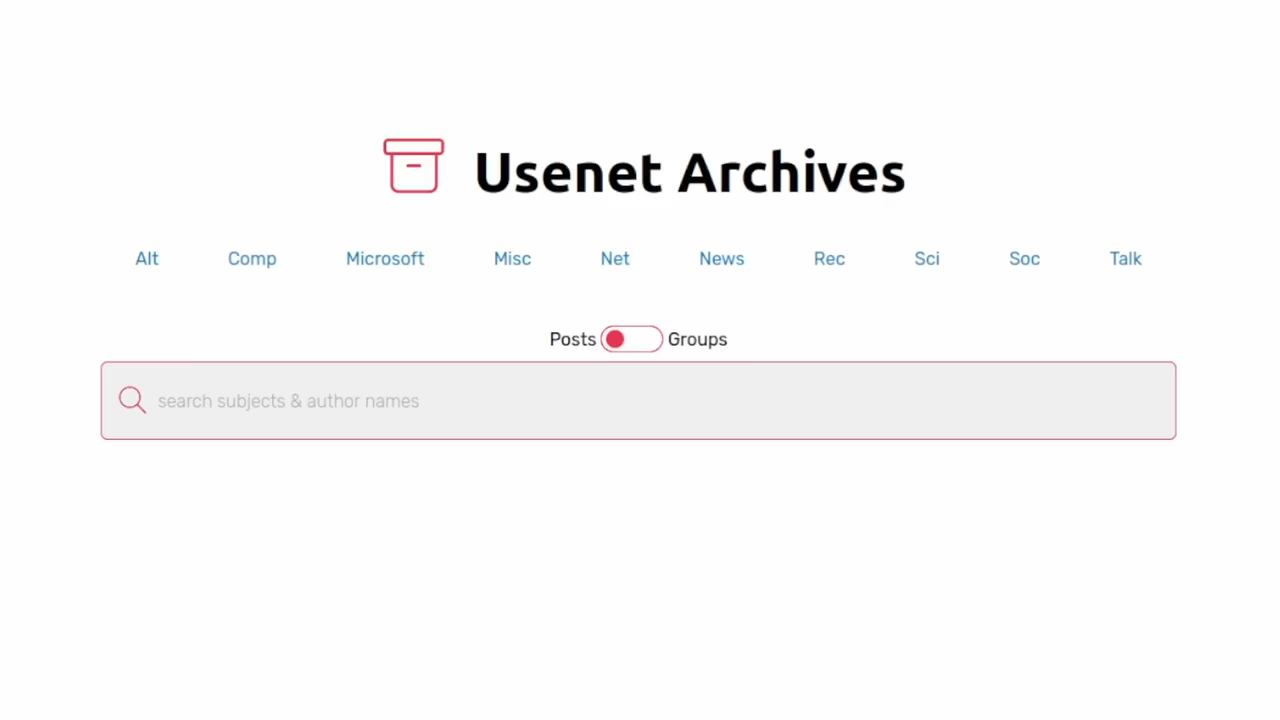 Usenet Archives
Alt Comp Microsoft Misc Net News Rec Sci Soc Talk
Posts Groups
search subjects & author names